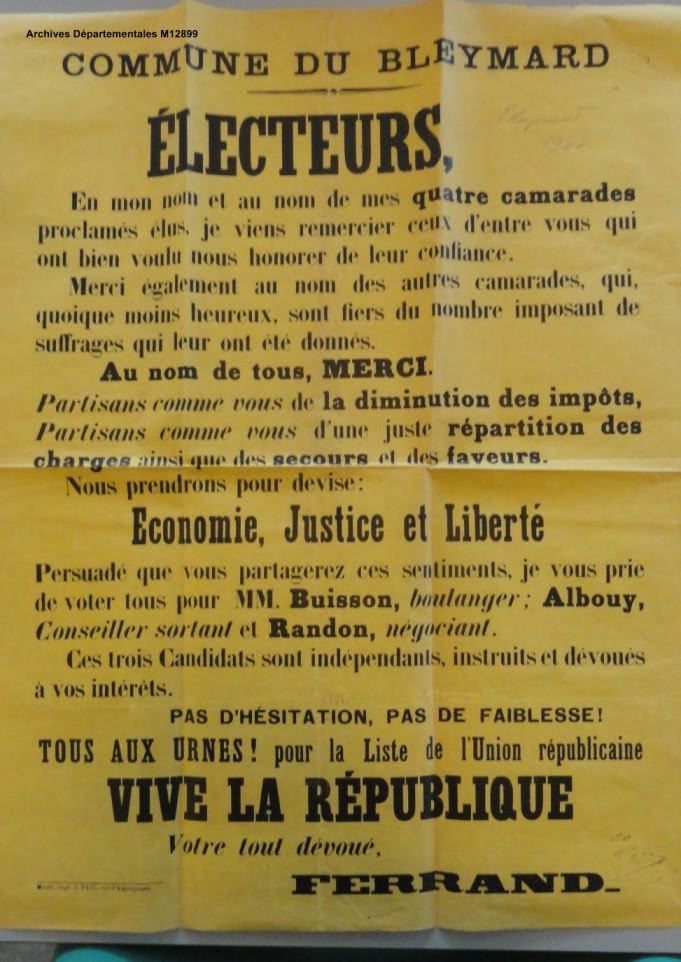 Archives Départementales M12899
COMMUNE DU BLEYMARD
ÉLECTEURS,
En mon nom et au nom de mes quatre camarades
proclamés élus, je viens remercier ceux d'entre vous qui
ont bien voulu nous honorer de leur confiance.
Merci également au nom des autres camarades, qui,
quoique moins heureux, sont fiers du nombre imposant de
suffrages qui leur ont été donnés.
Au nom de tous, MERCI.
Partisans comme vous de la diminution des impôts,
Partisans comme vous d'une juste répartition des
charges ainsi que des secours et des faveurs.
Nous prendrons pour devise:
Economie, Justice et Liberté
Persuadé que vous partagerez ces sentiments, je vous prie
de voter tous pour MM. Buisson, boulanger; Albouy,
Conseiller sortant et Randon, négociant.
Ces trois Candidats sont indépendants, instruits et dévoués
à vos intérêts.
PAS D'HÉSITATION, PAS DE FAIBLESSE!
TOUS AUX URNES! pour la Liste de l'Union républicaine
VIVE LA RÉPUBLIQUE
Votre tout dévoué,
FERRAND.
Mende, impr.